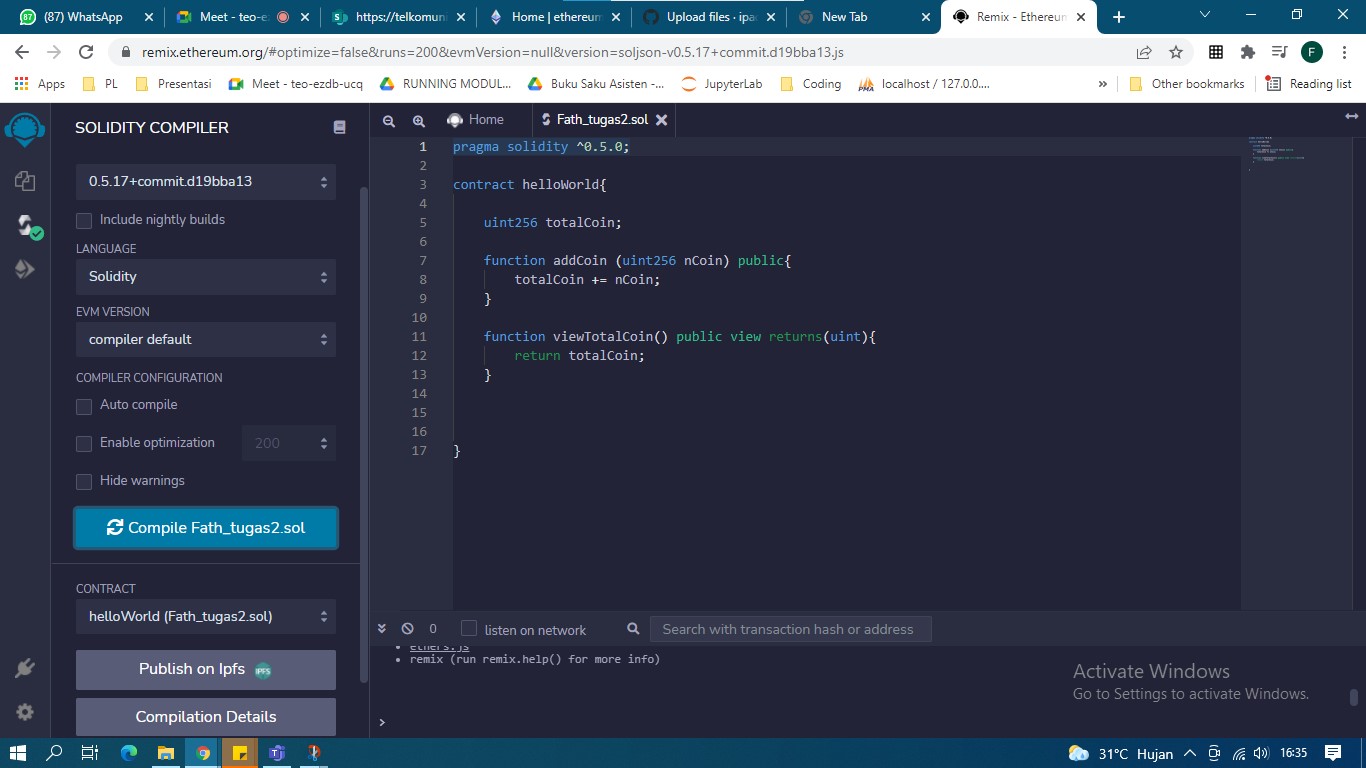 (87) WhatsApp
Meet - teo-ez
https://telkomuni
Home | ethereum
Upload files · ipa
New Tab
Remix - Ethereum
remix.ethereum.org/#optimize=false&runs=200&evmVersion=null&version=soljson-v0.5.17+commit.d19bba13.js
F
Apps
PL
Presentasi
Meet - teo-ezdb-ucq
RUNNING MODUL...
Buku Saku Asisten -...
JupyterLab
Coding
localhost / 127.0.0....
»
Other bookmarks
Reading list
SOLIDITY COMPILER
0.5.17+commit.d19bba13
Include nightly builds
LANGUAGE
Solidity
EVM VERSION
compiler default
COMPILER CONFIGURATION
Auto compile
Enable optimization 200
Hide warnings
Compile Fath_tugas2.sol
CONTRACT
helloWorld (Fath_tugas2.sol)
Publish on Ipfs IPFS
Compilation Details
Home
Fath_tugas2.sol
1 pragma solidity ^0.5.0;
2
3 contract helloWorld{
4
5 uint256 totalCoin;
6
7 function addCoin (uint256 nCoin) public{
8 totalCoin += nCoin;
9 }
10
11 function viewTotalCoin() public view returns(uint){
12 return totalCoin;
13 }
14
15
16
17 }
0 listen on network Search with transaction hash or address
• ethers.js
• remix (run remix.help() for more info)
>
Activate Windows
Go to Settings to activate Windows.
31°C Hujan 16:35